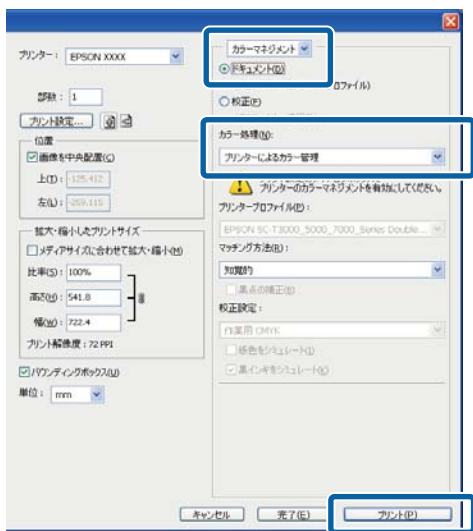 プリンター： EPSON XXXX
部数： 1
プリント設定...
位置
画像を中央配置(C)
上(T)： -125.412
左(L)： -259.115
拡大・縮小したプリントサイズ
メディアサイズに合わせて拡大・縮小(M)
比率(S)： 100%
高さ(H)： 541.8
幅(W)： 722.4
プリント解像度：72 PPI
バウンディングボックス(U)
単位： mm
カラーマネジメント
ドキュメント(D)
ロファイル)
校正(F)
カラー処理(N)：
プリンターによるカラー管理
プリンターのカラーマネジメントを有効にしてください。
プリンタープロファイル(P)：
EPSON SC-T3000_5000_7000_Series Double...
マッチング方法(R)：
知覚的
黒点の補正(B)
校正設定：
作業用 CMYK
紙色をシミュレート(I)
黒インキをシミュレート(K)
キャンセル
完了(E)
プリント(P)